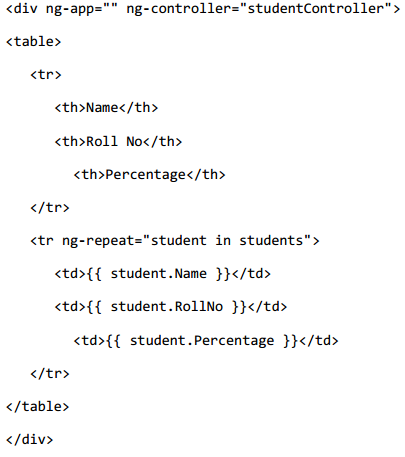 <div ng-app="" ng-controller="studentController">
<table>
<tr>
<th>Name</th>
<th>Roll No</th>
<th>Percentage</th>
</tr>
<tr ng-repeat="student in students">
<td>{{ student.Name }}</td>
<td>{{ student.RollNo }}</td>
<td>{{ student.Percentage }}</td>
</tr>
</table>
</div>